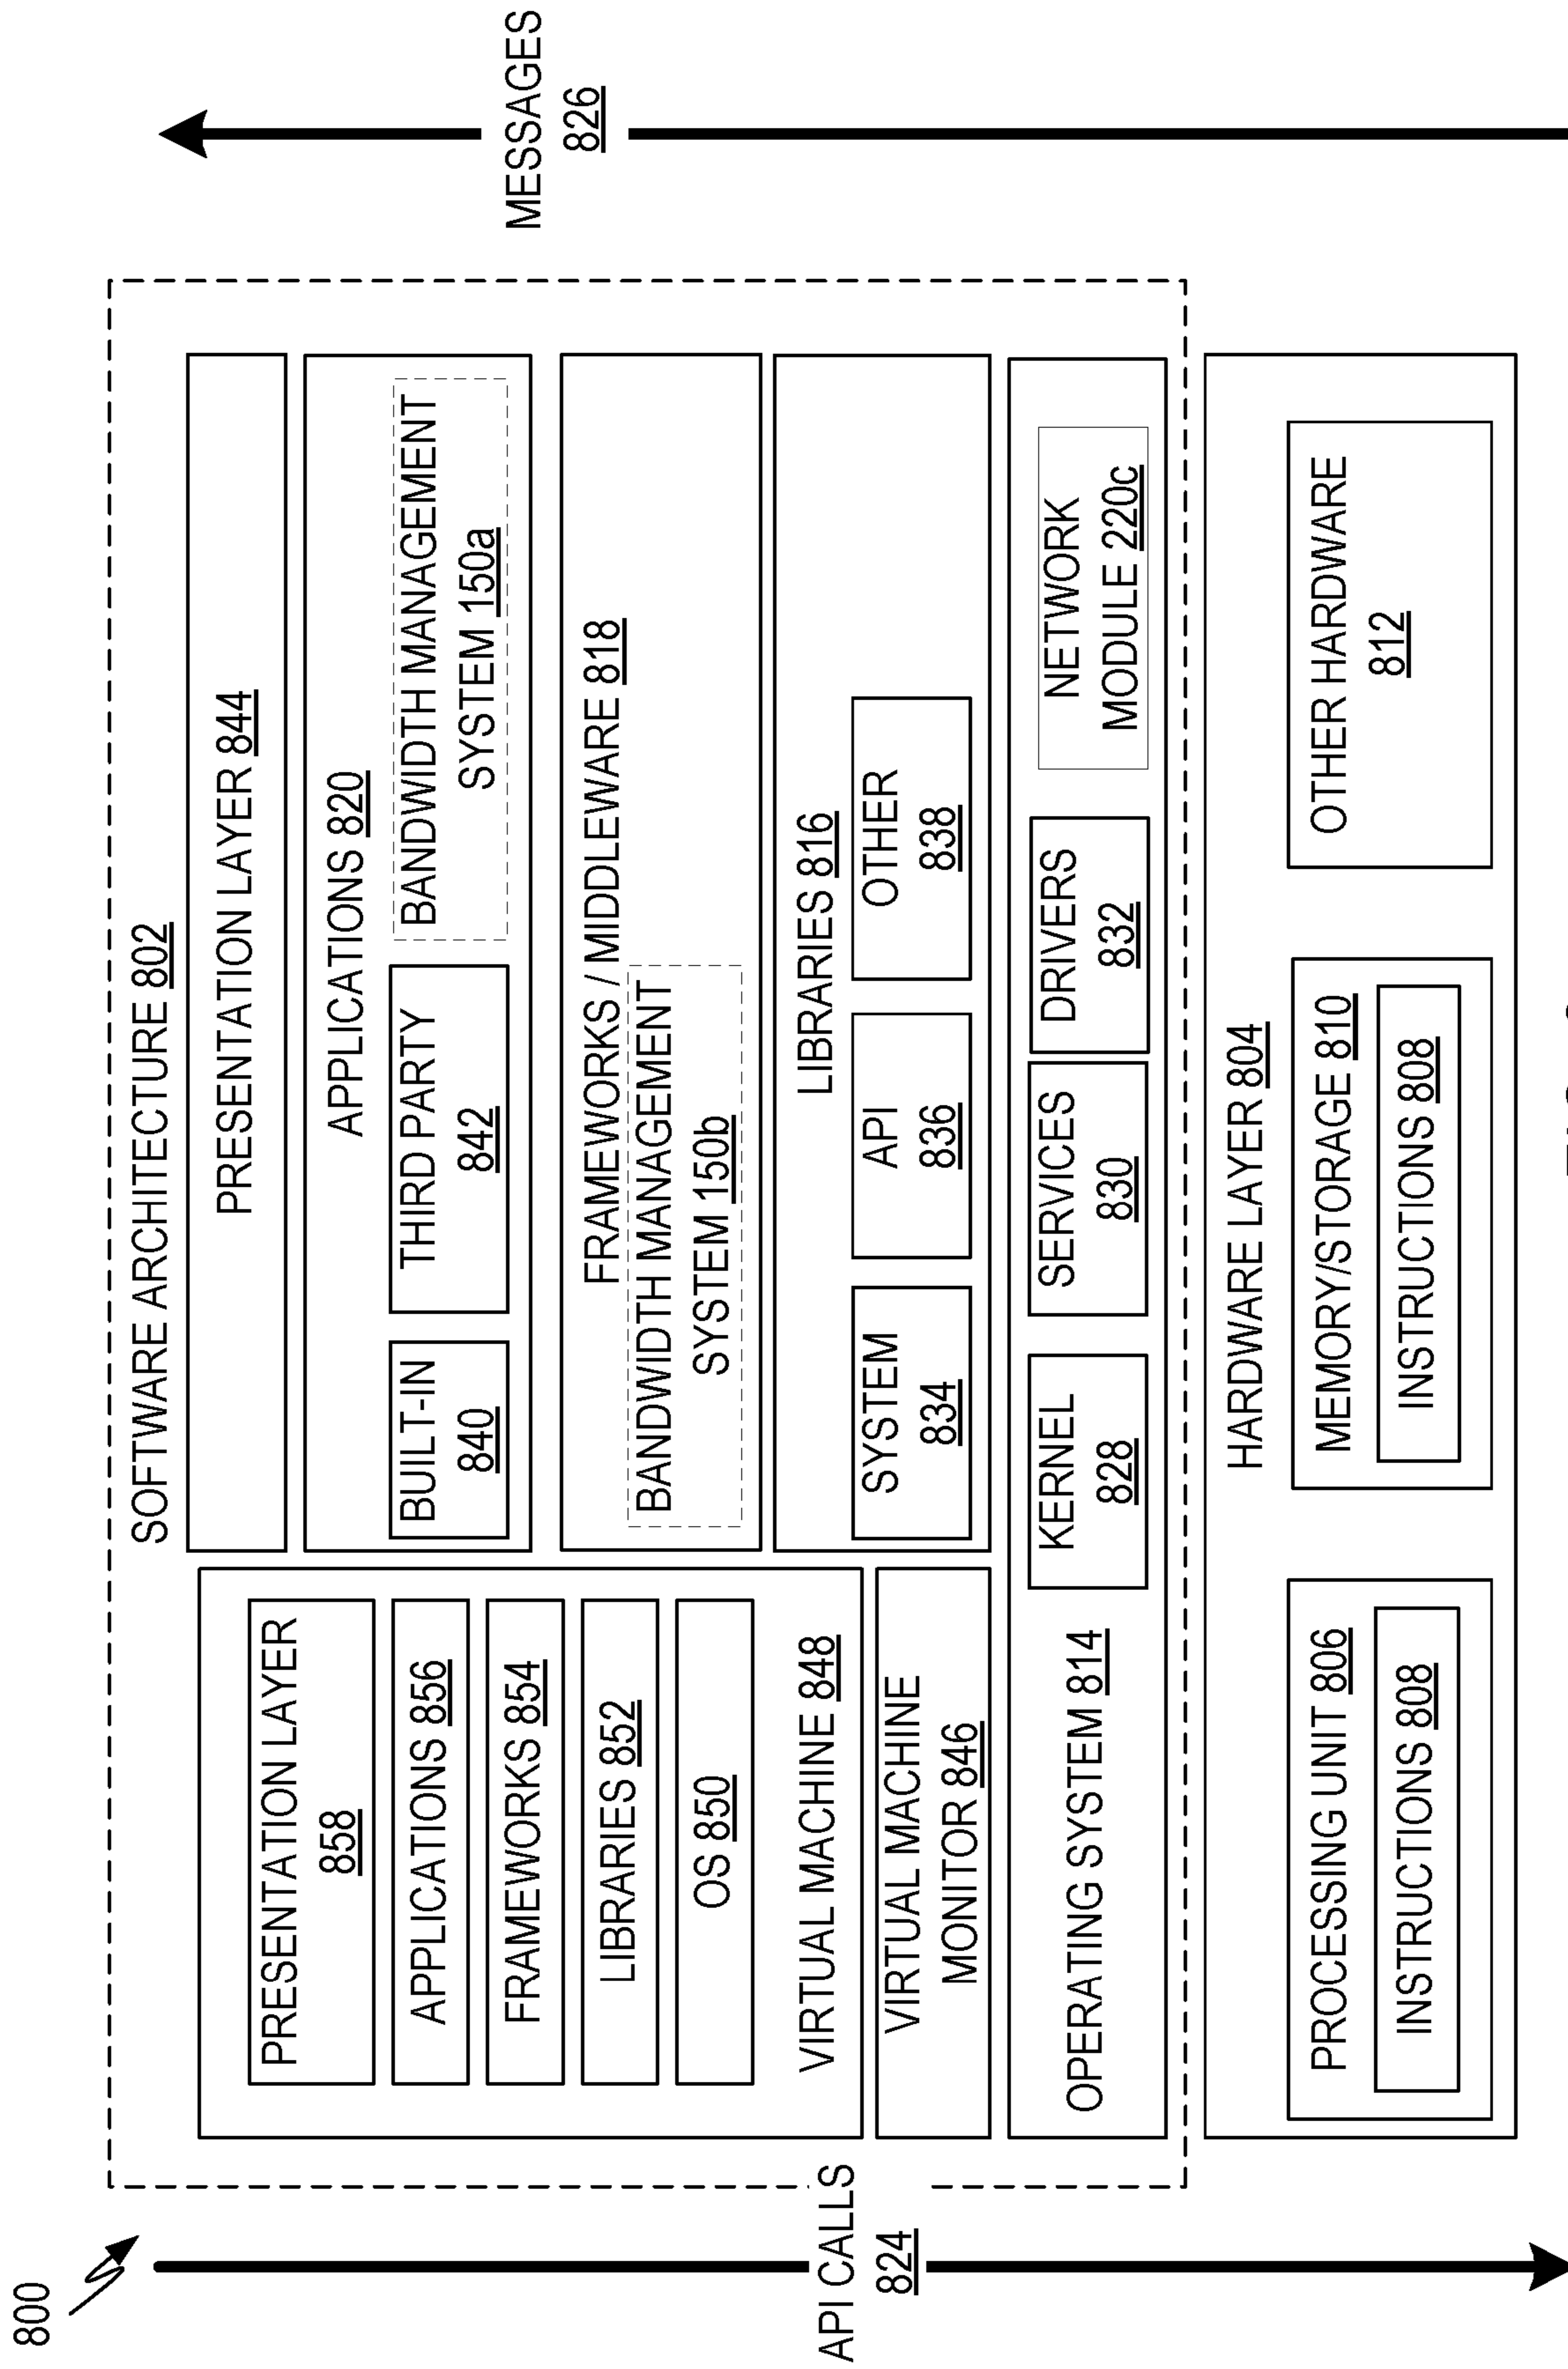 800
SOFTWARE ARCHITECTURE 802
PRESENTATION LAYER
858
APPLICATIONS 856
FRAMEWORKS 854
LIBRARIES 852
OS 850
VIRTUAL MACHINE 848
VIRTUAL MACHINE
MONITOR 846
PRESENTATION LAYER 844
APPLICATIONS 820
BUILT-IN
840
THIRD PARTY
842
BANDWIDTH MANAGEMENT
SYSTEM 150a
FRAMEWORKS / MIDDLEWARE 818
BANDWIDTH MANAGEMENT
SYSTEM 150b
LIBRARIES 816
SYSTEM
834
API
836
OTHER
838
OPERATING SYSTEM 814
KERNEL
828
SERVICES
830
DRIVERS
832
NETWORK
MODULE 220c
API CALLS
824
MESSAGES
826
HARDWARE LAYER 804
PROCESSING UNIT 806
INSTRUCTIONS 808
MEMORY/STORAGE 810
INSTRUCTIONS 808
OTHER HARDWARE
812